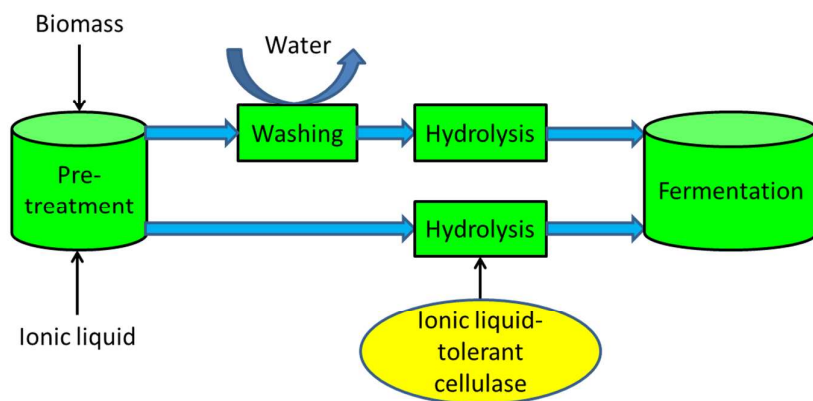 Biomass
Water
Washing
Hydrolysis
Pre-
treatment
Fermentation
Hydrolysis
Ionic liquid
Ionic liquid-
tolerant
cellulase